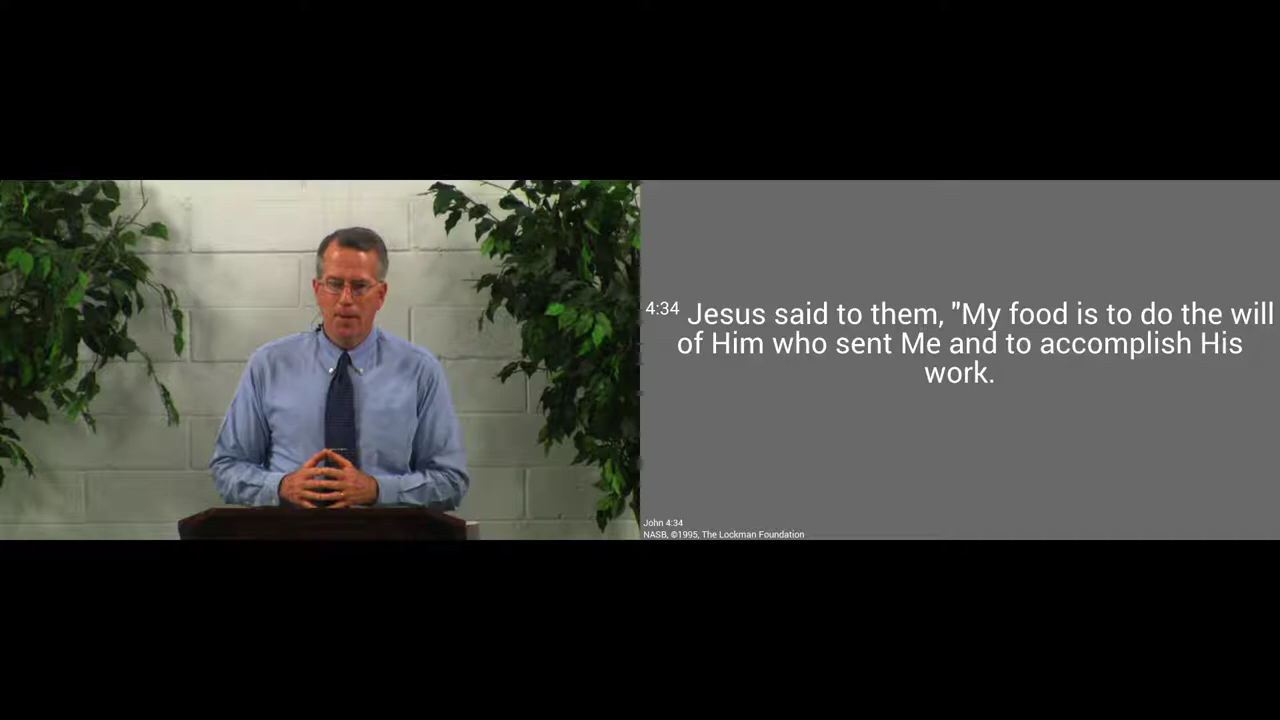 4:34 Jesus said to them, "My food is to do the will
of Him who sent Me and to accomplish His
work.
John 4:34
NASB, ©1995, The Lockman Foundation